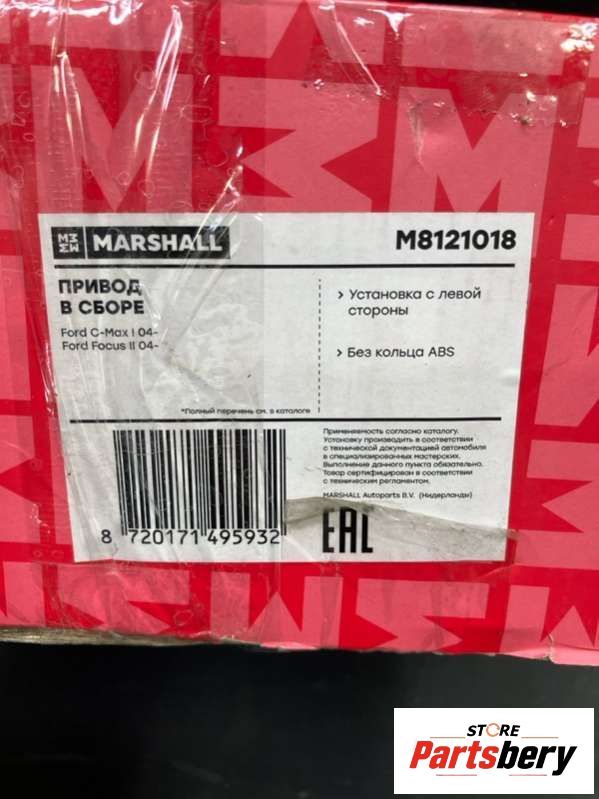 MARSHALL
M8121018
ПРИВОД
В СБОРЕ
Ford C-Max I 04-
Ford Focus II 04-
*Полный перечень см. в каталоге
› Установка с левой
стороны
› Без кольца ABS
Применяемость согласно каталогу.
Установку производить в соответствии
с технической документацией автомобиля
в специализированных мастерских.
Выполнение данного пункта обязательно.
Товар сертифицирован в соответствии
с техническим регламентом.
MARSHALL Autoparts B.V. (Нидерланды)
8 720171 495932
EAC
STORE
Partsbery